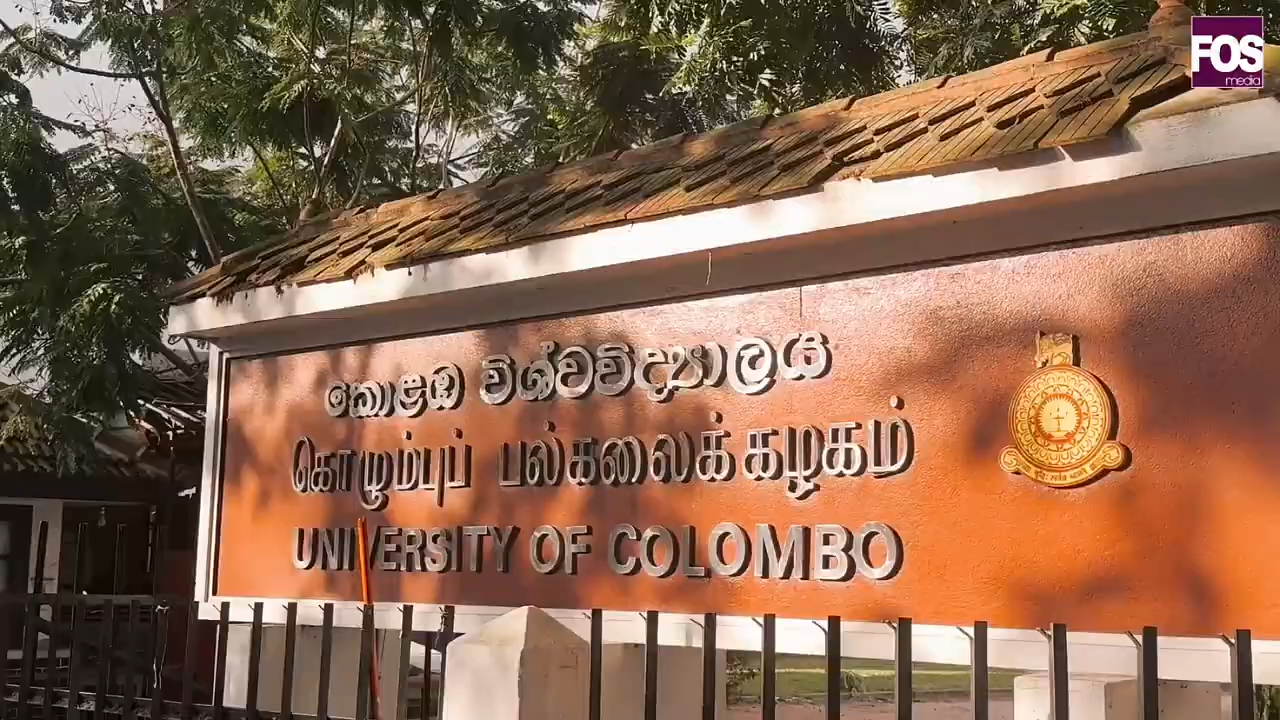 FOS
media
කොළඹ විශ්වවිද්‍යාලය
கொழும்புப் பல்கலைக்கழகம்
UNIVERSITY OF COLOMBO